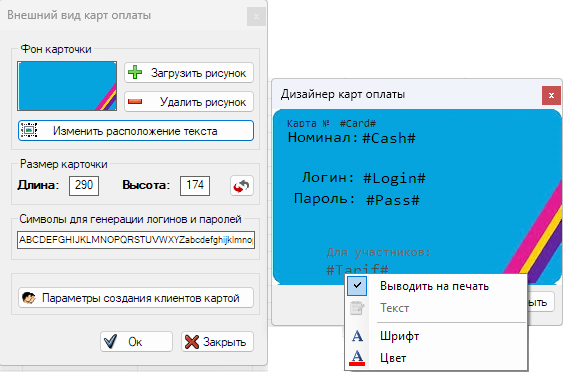 Внешний вид карт оплаты
Фон карточки
Загрузить рисунок
Удалить рисунок
Изменить расположение текста
Размер карточки
Длина: 290 Высота: 174
Символы для генерации логинов и паролей
ABCDEFGHIJKLMNOPQRSTUVWXYZabcdefghijklmnop
Параметры создания клиентов картой
Ок Закрыть
Дизайнер карт оплаты
Карта № #Card#
Номинал: #Cash#
Логин: #Login#
Пароль: #Pass#
Для участников:
#Tarif#
Выводить на печать
Текст
Шрифт
Цвет